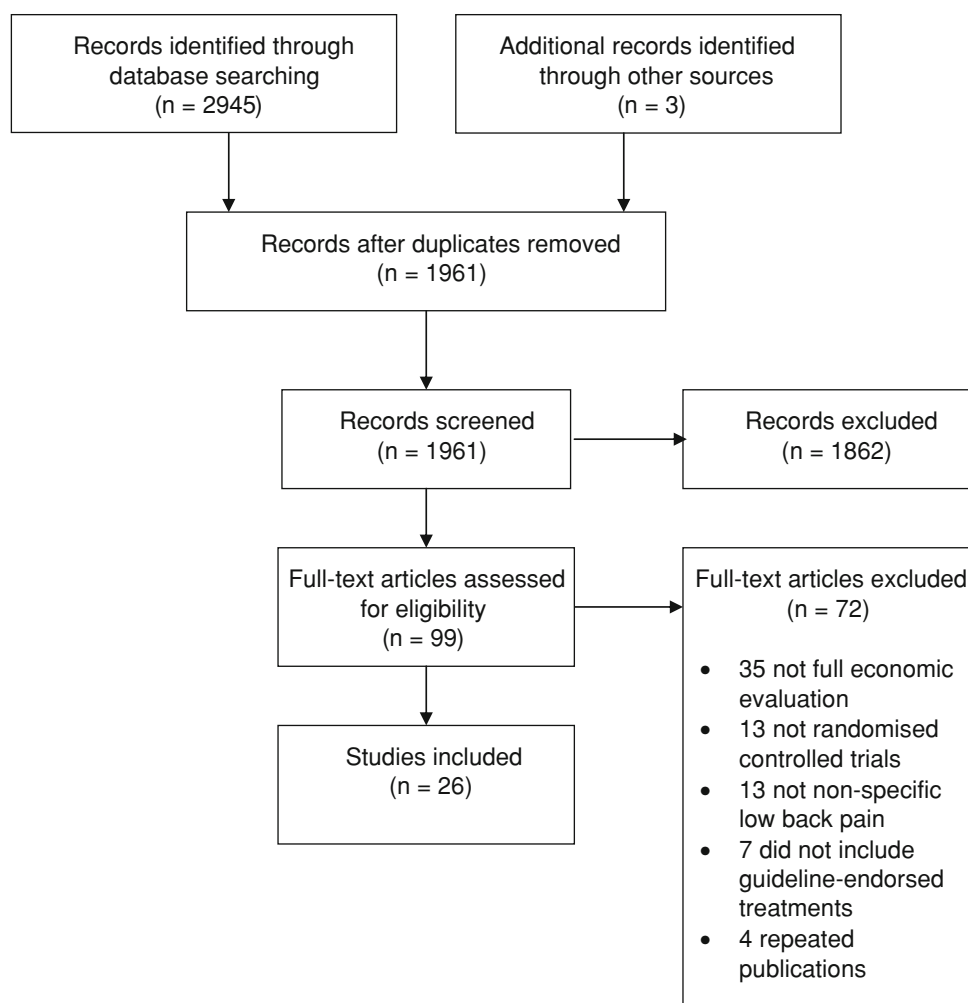 Records identified through
database searching
(n = 2945)
Additional records identified
through other sources
(n = 3)
Records after duplicates removed
(n = 1961)
Records screened
(n = 1961)
Records excluded
(n = 1862)
Full-text articles assessed
for eligibility
(n = 99)
Full-text articles excluded
(n = 72)
• 35 not full economic
evaluation
• 13 not randomised
controlled trials
• 13 not non-specific
low back pain
• 7 did not include
guideline-endorsed
treatments
• 4 repeated
publications
Studies included
(n = 26)